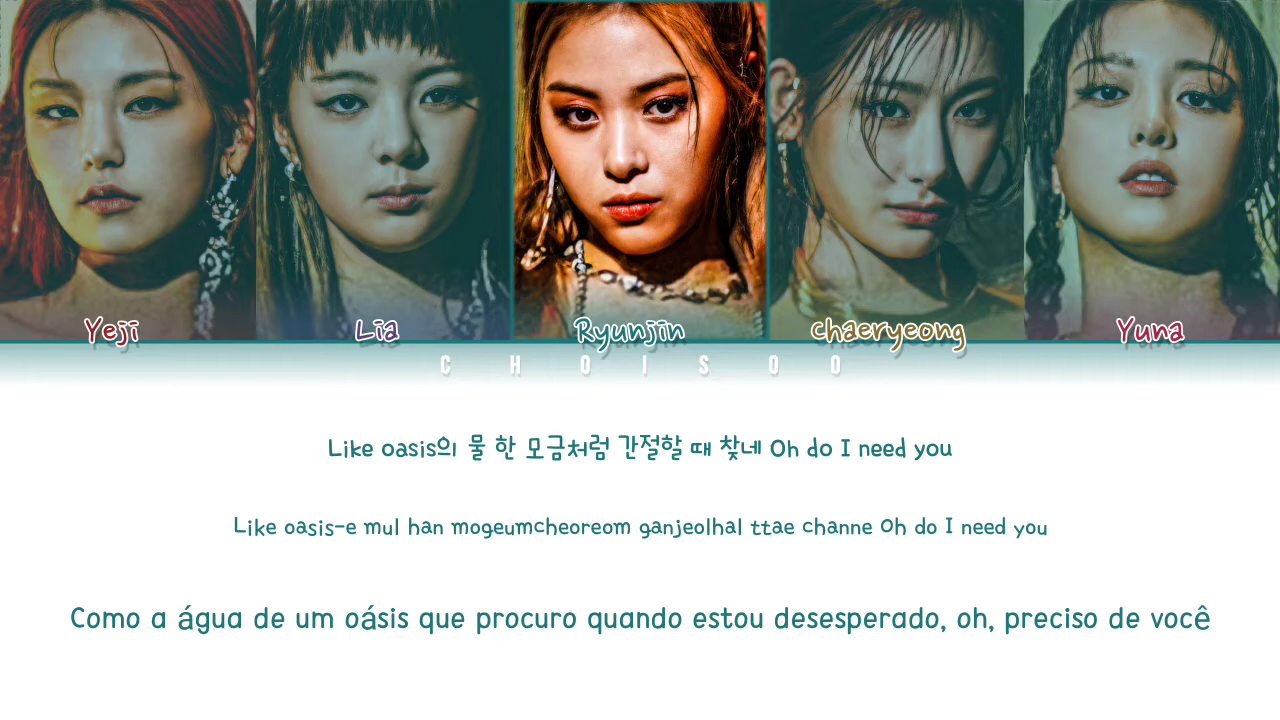 Yeji Lia Ryunjin chaeryeong Yuna
CHOISOO
Like oasis의 물 한 모금처럼 간절할 때 찾네 Oh do I need you
Like oasis-e mul han mogeumcheoreom ganjeolhal ttae channe Oh do I need you
Como a água de um oásis que procuro quando estou desesperado, oh, preciso de você